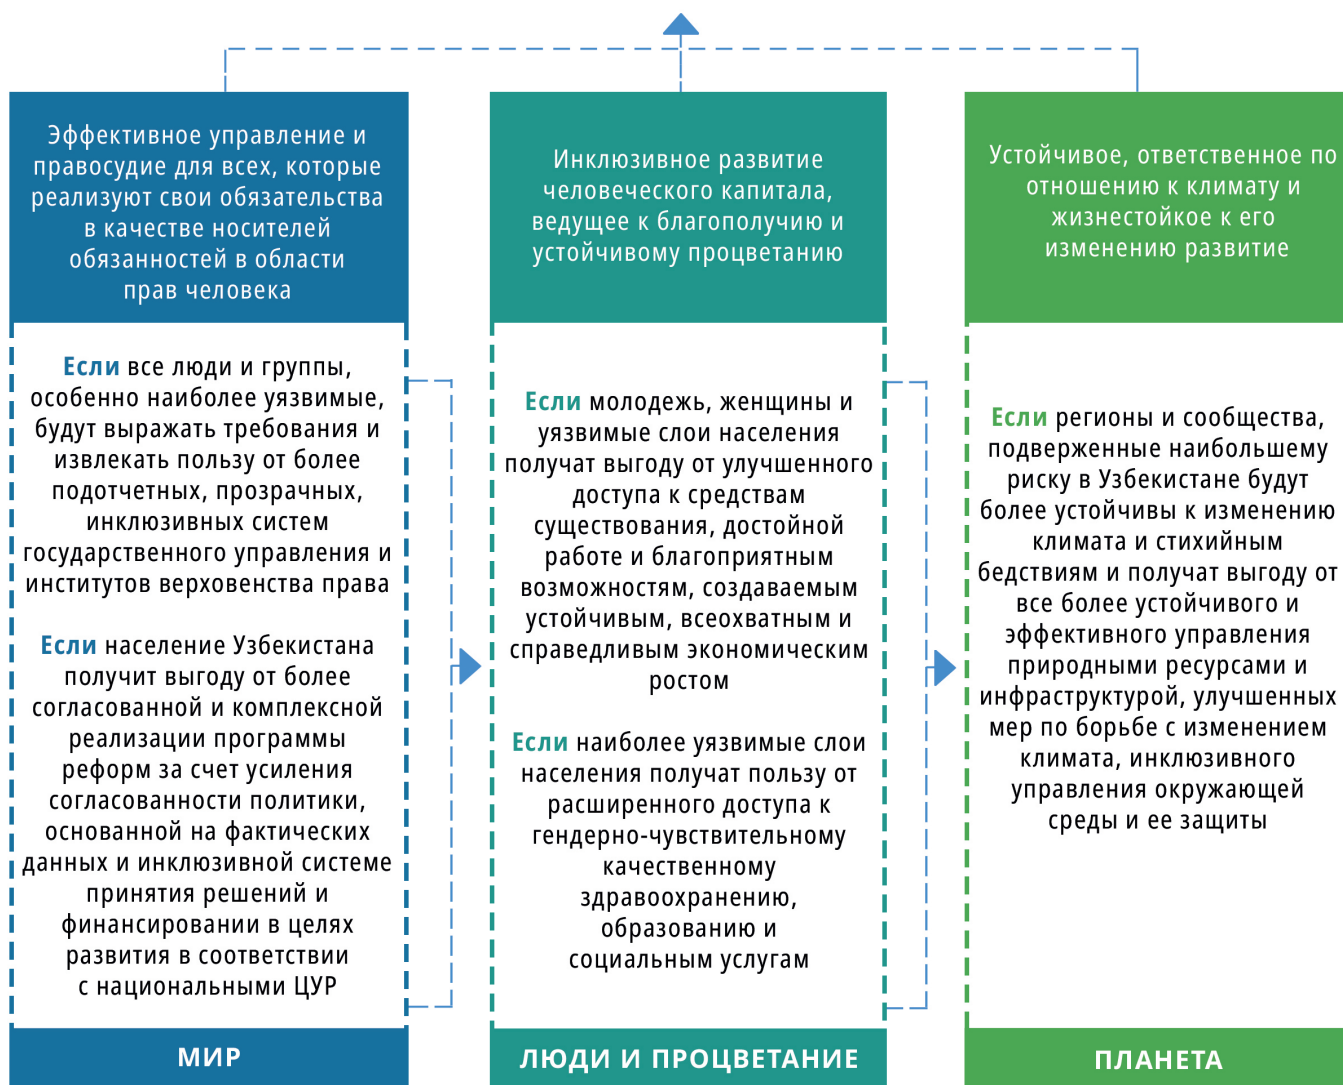 Эффективное управление и
правосудие для всех, которые
реализуют свои обязательства
в качестве носителей
обязанностей в области
прав человека
Если все люди и группы,
особенно наиболее уязвимые,
будут выражать требования и
извлекать пользу от более
подотчетных, прозрачных,
инклюзивных систем
государственного управления и
институтов верховенства права
Если население Узбекистана
получит выгоду от более
согласованной и комплексной
реализации программы
реформ за счет усиления
согласованности политики,
основанной на фактических
данных и инклюзивной системе
принятия решений и
финансировании в целях
развития в соответствии
с национальными ЦУР
МИР
Инклюзивное развитие
человеческого капитала,
ведущее к благополучию и
устойчивому процветанию
Если молодежь, женщины и
уязвимые слои населения
получат выгоду от улучшенного
доступа к средствам
существования, достойной
работе и благоприятным
возможностям, создаваемым
устойчивым, всеохватным и
справедливым экономическим
ростом
Если наиболее уязвимые слои
населения получат пользу от
расширенного доступа к
гендерно-чувствительному
качественному
здравоохранению,
образованию и
социальным услугам
ЛЮДИ И ПРОЦВЕТАНИЕ
Устойчивое, ответственное по
отношению к климату и
жизнестойкое к его
изменению развитие
Если регионы и сообщества,
подверженные наибольшему
риску в Узбекистане будут
более устойчивы к изменению
климата и стихийным
бедствиям и получат выгоду от
все более устойчивого и
эффективного управления
природными ресурсами и
инфраструктурой, улучшенных
мер по борьбе с изменением
климата, инклюзивного
управления окружающей
среды и ее защиты
ПЛАНЕТА